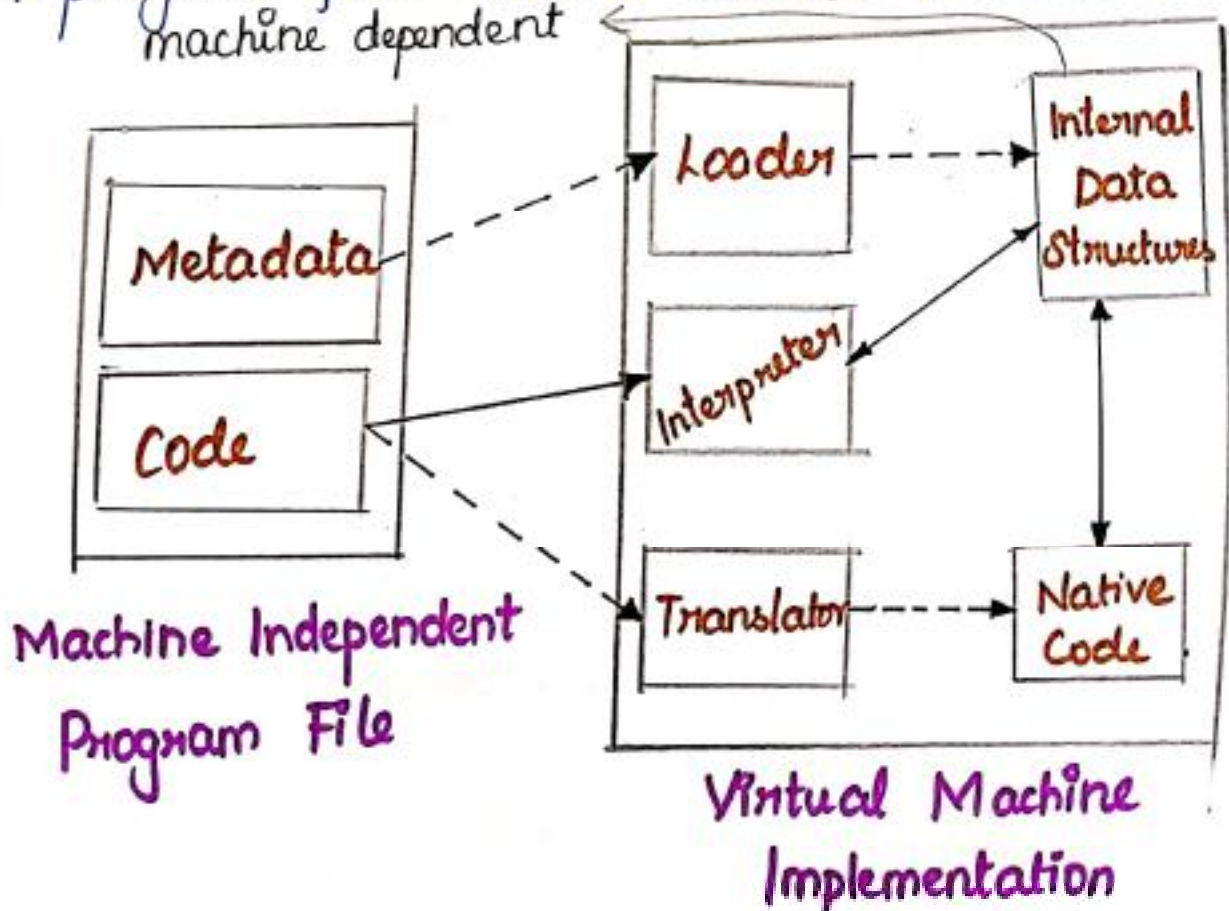 machine dependent
Loader
Internal
Data
Structures
Metadata
Interpreter
Code
Translator
Native
Code
Machine Independent
Program File
Virtual Machine
Implementation